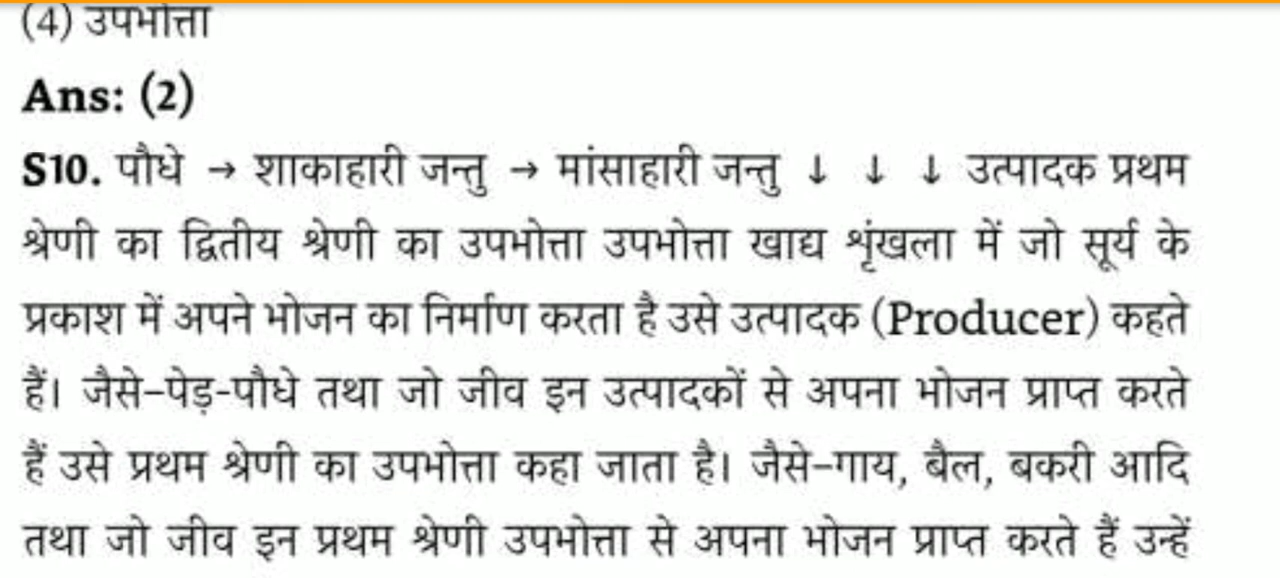 (4) उपभोत्ता
Ans: (2)
S10. पौधे → शाकाहारी जन्तु → मांसाहारी जन्तु ↓ ↓ ↓ उत्पादक प्रथम
श्रेणी का द्वितीय श्रेणी का उपभोत्ता उपभोत्ता खाद्य शृंखला में जो सूर्य के
प्रकाश में अपने भोजन का निर्माण करता है उसे उत्पादक (Producer) कहते
हैं। जैसे–पेड़-पौधे तथा जो जीव इन उत्पादकों से अपना भोजन प्राप्त करते
हैं उसे प्रथम श्रेणी का उपभोत्ता कहा जाता है। जैसे–गाय, बैल, बकरी आदि
तथा जो जीव इन प्रथम श्रेणी उपभोत्ता से अपना भोजन प्राप्त करते हैं उन्हें